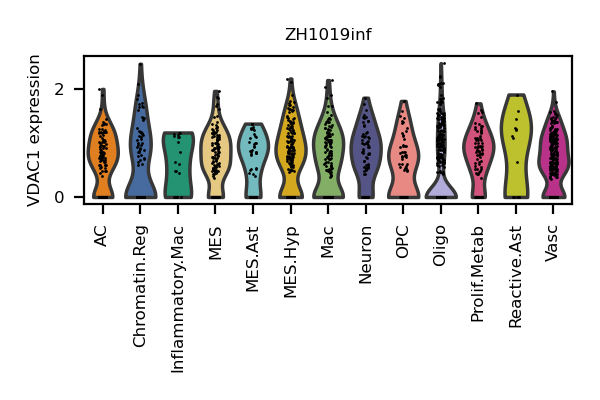 ZH1019inf
VDAC1 expression
2
0
AC
Chromatin.Reg
Inflammatory.Mac
MES
MES.Ast
MES.Hyp
Mac
Neuron
OPC
Oligo
Prolif.Metab
Reactive.Ast
Vasc